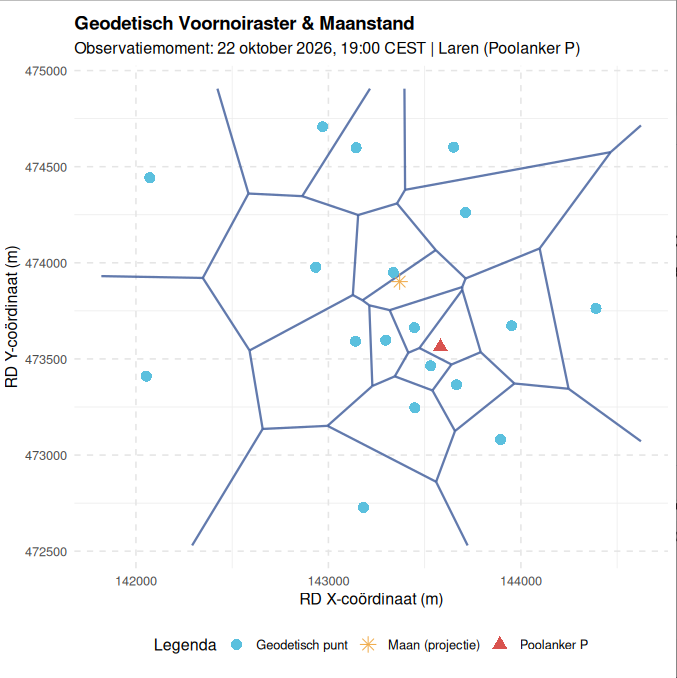 Geodetisch Voornoiraster & Maanstand
Observatiemoment: 22 oktober 2026, 19:00 CEST | Laren (Poolanker P)
475000
474500
474000
473500
473000
472500
RD Y-coördinaat (m)
142000 143000 144000
RD X-coördinaat (m)
Legenda Geodetisch punt Maan (projectie) Poolanker P